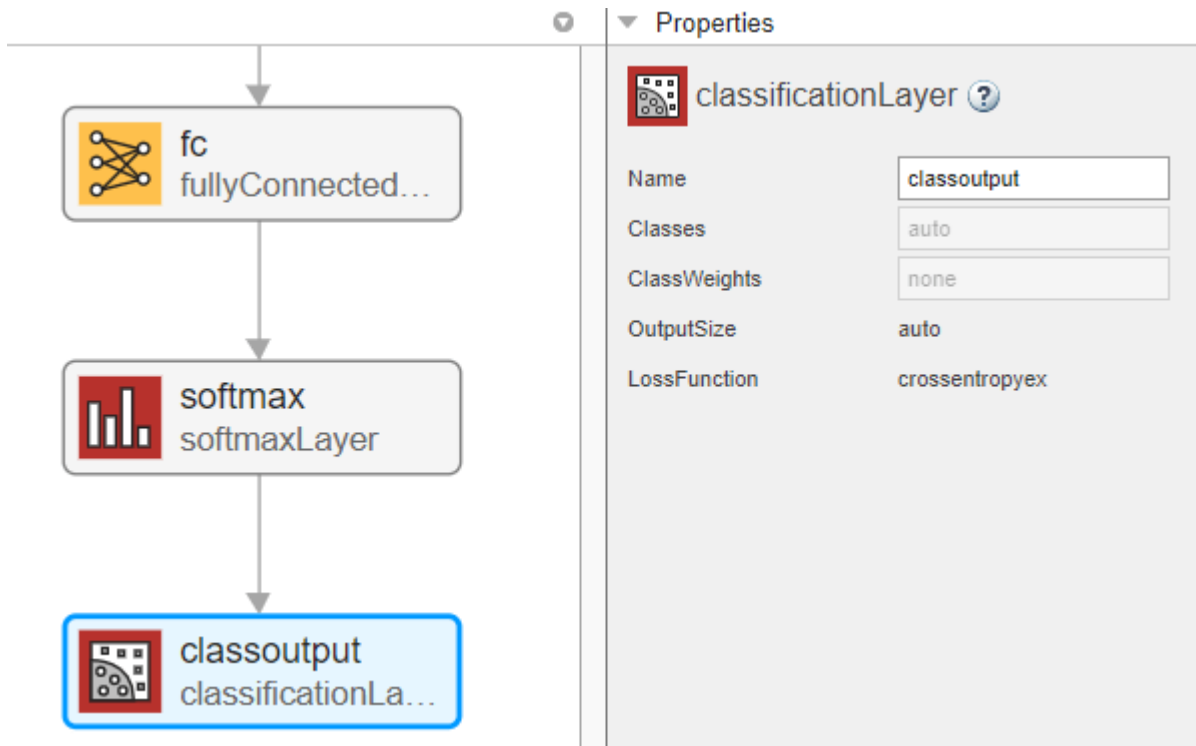 fc
fullyConnected...
softmax
softmaxLayer
classoutput
classificationLa...
Properties
classificationLayer ?
Name classoutput
Classes auto
ClassWeights none
OutputSize auto
LossFunction crossentropyex